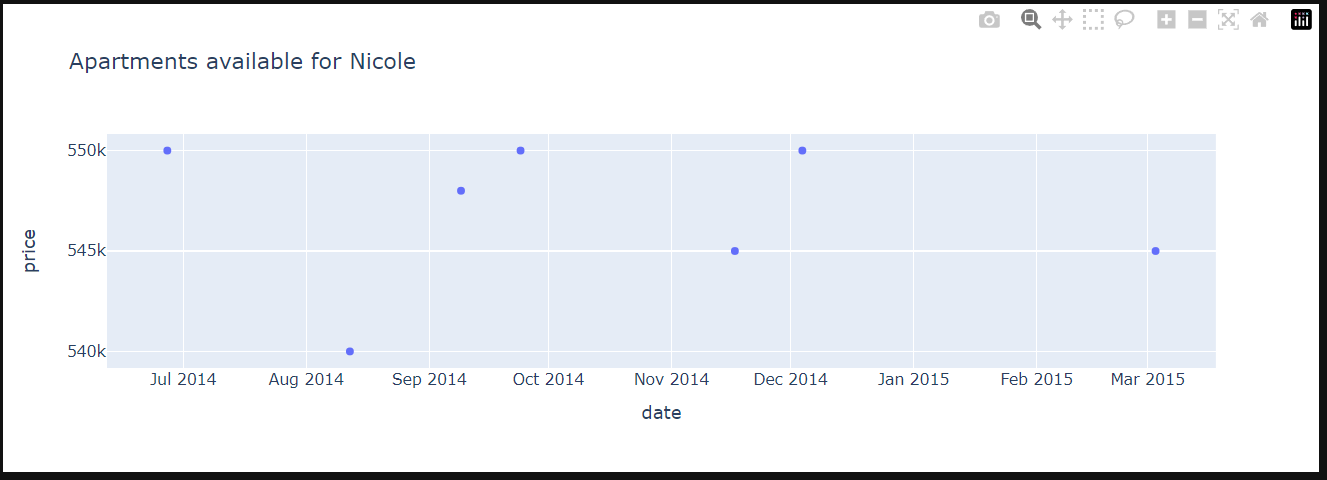 Apartments available for Nicole
550k
545k
540k
price
Jul 2014 Aug 2014 Sep 2014 Oct 2014 Nov 2014 Dec 2014 Jan 2015 Feb 2015 Mar 2015
date